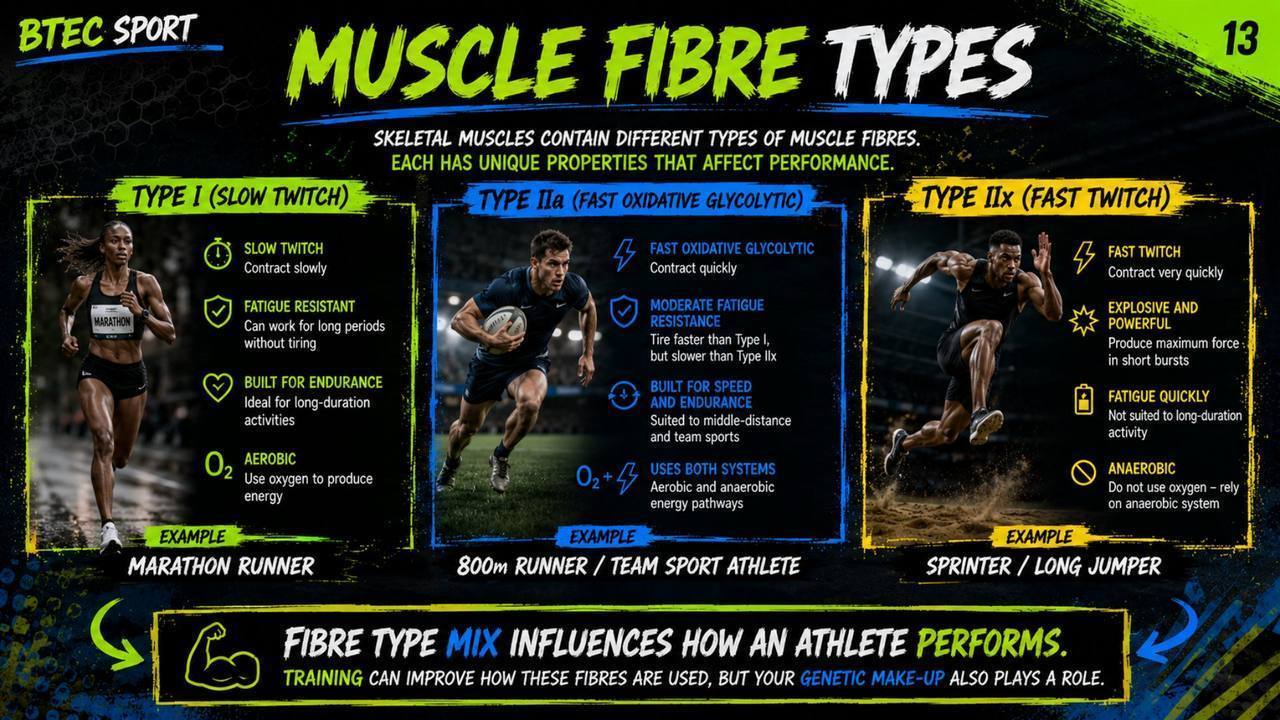 BTEC SPORT
13
MUSCLE FIBRE TYPES
SKELETAL MUSCLES CONTAIN DIFFERENT TYPES OF MUSCLE FIBRES.
EACH HAS UNIQUE PROPERTIES THAT AFFECT PERFORMANCE.
TYPE I (SLOW TWITCH)
MARATHON
SLOW TWITCH
Contract slowly
FATIGUE RESISTANT
Can work for long periods
without tiring
BUILT FOR ENDURANCE
Ideal for long-duration
activities
O₂
AEROBIC
Use oxygen to produce
energy
EXAMPLE
MARATHON RUNNER
TYPE IIa (FAST OXIDATIVE GLYCOLYTIC)
FAST OXIDATIVE GLYCOLYTIC
Contract quickly
MODERATE FATIGUE
RESISTANCE
Tire faster than Type I,
but slower than Type IIx
BUILT FOR SPEED
AND ENDURANCE
Suited to middle-distance
and team sports
O₂ +
USES BOTH SYSTEMS
Aerobic and anaerobic
energy pathways
EXAMPLE
800m RUNNER / TEAM SPORT ATHLETE
TYPE IIx (FAST TWITCH)
FAST TWITCH
Contract very quickly
EXPLOSIVE AND
POWERFUL
Produce maximum force
in short bursts
FATIGUE QUICKLY
Not suited to long-duration
activity
ANAEROBIC
Do not use oxygen – rely
on anaerobic system
EXAMPLE
SPRINTER / LONG JUMPER
FIBRE TYPE MIX INFLUENCES HOW AN ATHLETE PERFORMS.
TRAINING CAN IMPROVE HOW THESE FIBRES ARE USED, BUT YOUR GENETIC MAKE-UP ALSO PLAYS A ROLE.